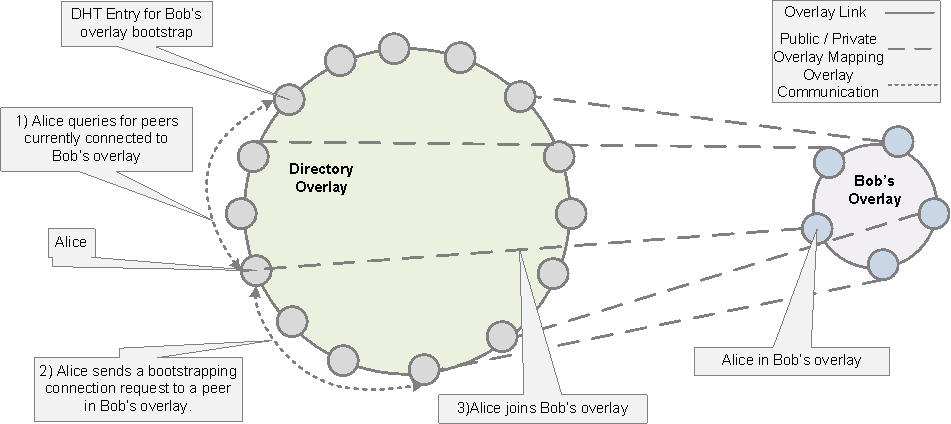 DHT Entry for Bob's
overlay bootstrap
Overlay Link
Public / Private
Overlay Mapping
Overlay
Communication
1) Alice queries for peers
currently connected to
Bob's overlay
Directory
Overlay
Bob's
Overlay
Alice
2) Alice sends a bootstrapping
connection request to a peer
in Bob's overlay.
3)Alice joins Bob's overlay
Alice in Bob's overlay